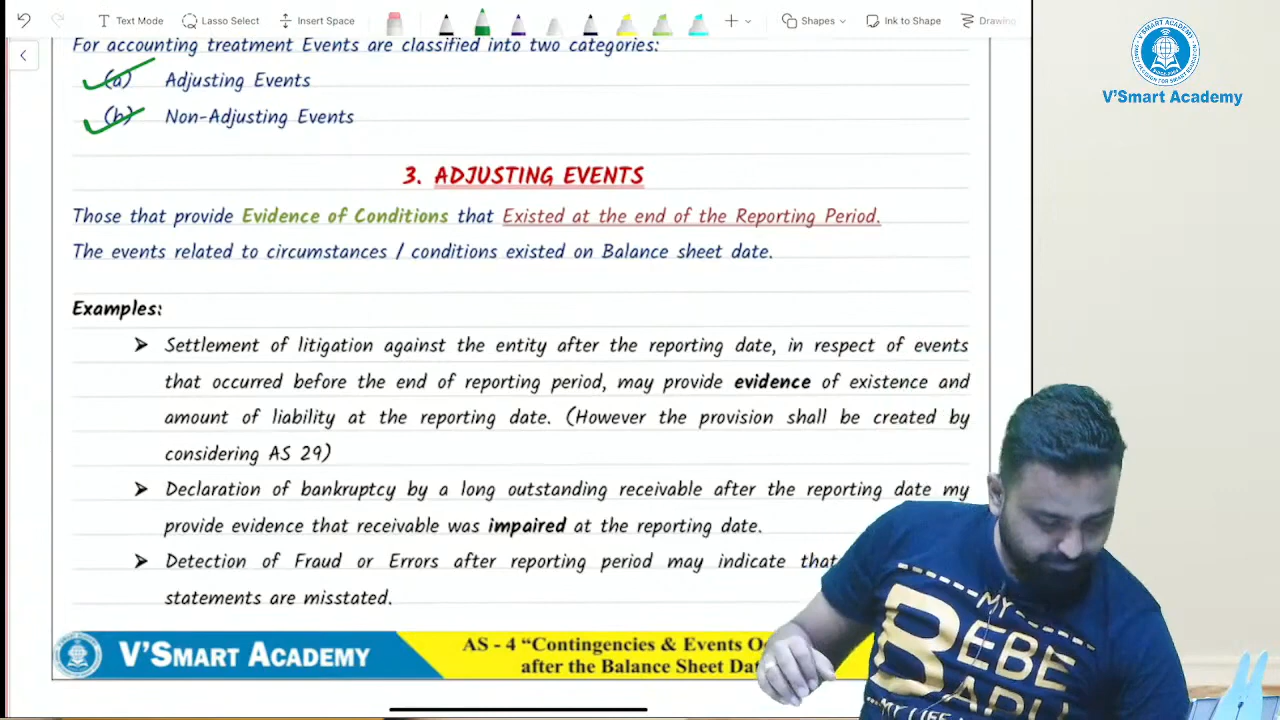 Text Mode
Lasso Select
Insert Space
Shapes
Ink to Shape
Drawing
For accounting treatment Events are classified into two categories:
(a) Adjusting Events
(b) Non-Adjusting Events
3. ADJUSTING EVENTS
Those that provide Evidence of Conditions that Existed at the end of the Reporting Period.
The events related to circumstances / conditions existed on Balance sheet date.
Examples:
➤ Settlement of litigation against the entity after the reporting date, in respect of events
that occurred before the end of reporting period, may provide evidence of existence and
amount of liability at the reporting date. (However the provision shall be created by
considering AS 29)
➤ Declaration of bankruptcy by a long outstanding receivable after the reporting date my
provide evidence that receivable was impaired at the reporting date.
➤ Detection of Fraud or Errors after reporting period may indicate
statements are misstated.
V'SMART ACADEMY
AS - 4 “Contingencies & Events
after the Balance Sheet
V'Smart Academy
MY
BEBE